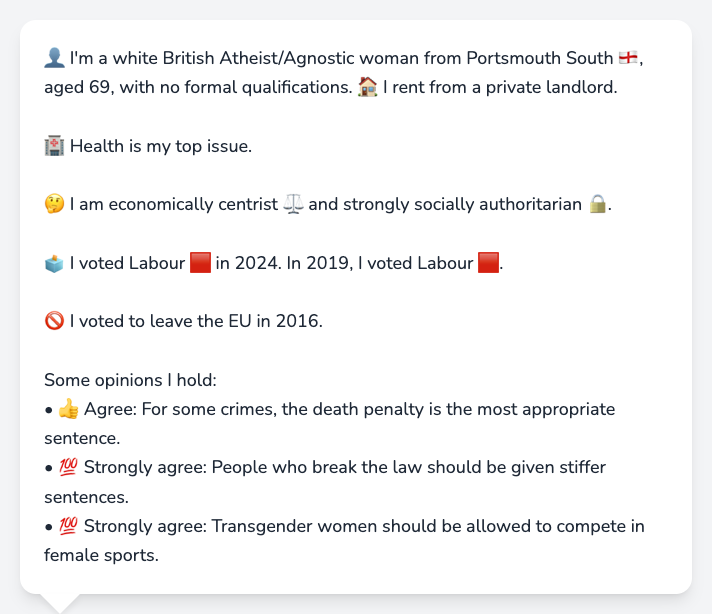 👤 I'm a white British Atheist/Agnostic woman from Portsmouth South 🏴󠁧󠁢󠁥󠁮󠁧󠁿,
aged 69, with no formal qualifications. 🏠 I rent from a private landlord.
🏥 Health is my top issue.
🤔 I am economically centrist ⚖️ and strongly socially authoritarian 🔒.
🗳️ I voted Labour 🟥 in 2024. In 2019, I voted Labour 🟥.
🚫 I voted to leave the EU in 2016.
Some opinions I hold:
• 👍 Agree: For some crimes, the death penalty is the most appropriate
sentence.
• 💯 Strongly agree: People who break the law should be given stiffer
sentences.
• 💯 Strongly agree: Transgender women should be allowed to compete in
female sports.